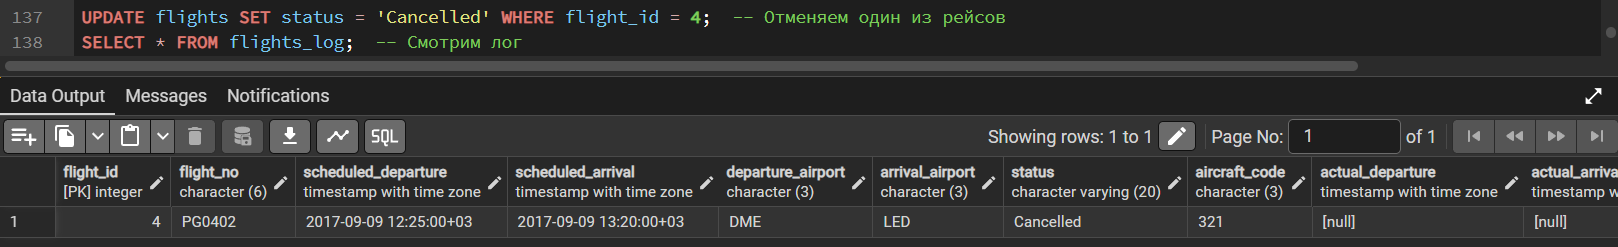 137 UPDATE flights SET status = 'Cancelled' WHERE flight_id = 4; -- Отменяем один из рейсов
138 SELECT * FROM flights_log; -- Смотрим лог
Data Output Messages Notifications
SQL Showing rows: 1 to 1 Page No: 1 of 1
flight_id flight_no scheduled_departure scheduled_arrival departure_airport arrival_airport status aircraft_code actual_departure actual_arriva
[PK] integer character (6) timestamp with time zone timestamp with time zone character (3) character (3) character varying (20) character (3) timestamp with time zone timestamp w
1 4 PG0402 2017-09-09 12:25:00+03 2017-09-09 13:20:00+03 DME LED Cancelled 321 [null] [null]